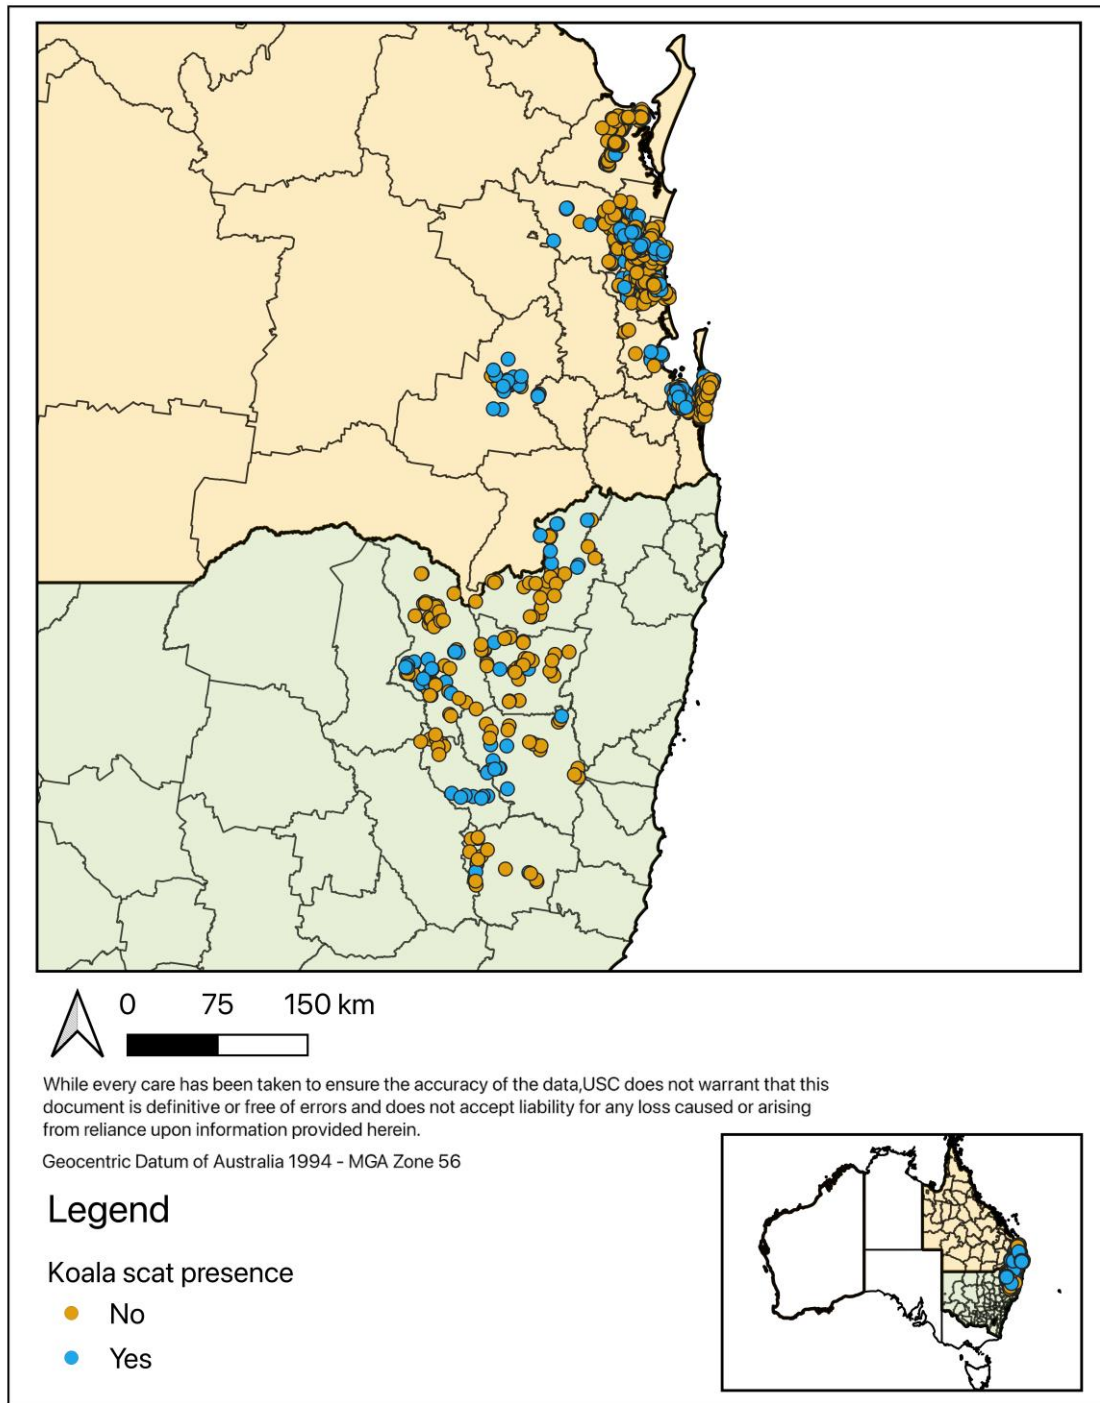 0 75 150 km
While every care has been taken to ensure the accuracy of the data,USC does not warrant that this
document is definitive or free of errors and does not accept liability for any loss caused or arising
from reliance upon information provided herein.
Geocentric Datum of Australia 1994 - MGA Zone 56
Legend
Koala scat presence
No
Yes